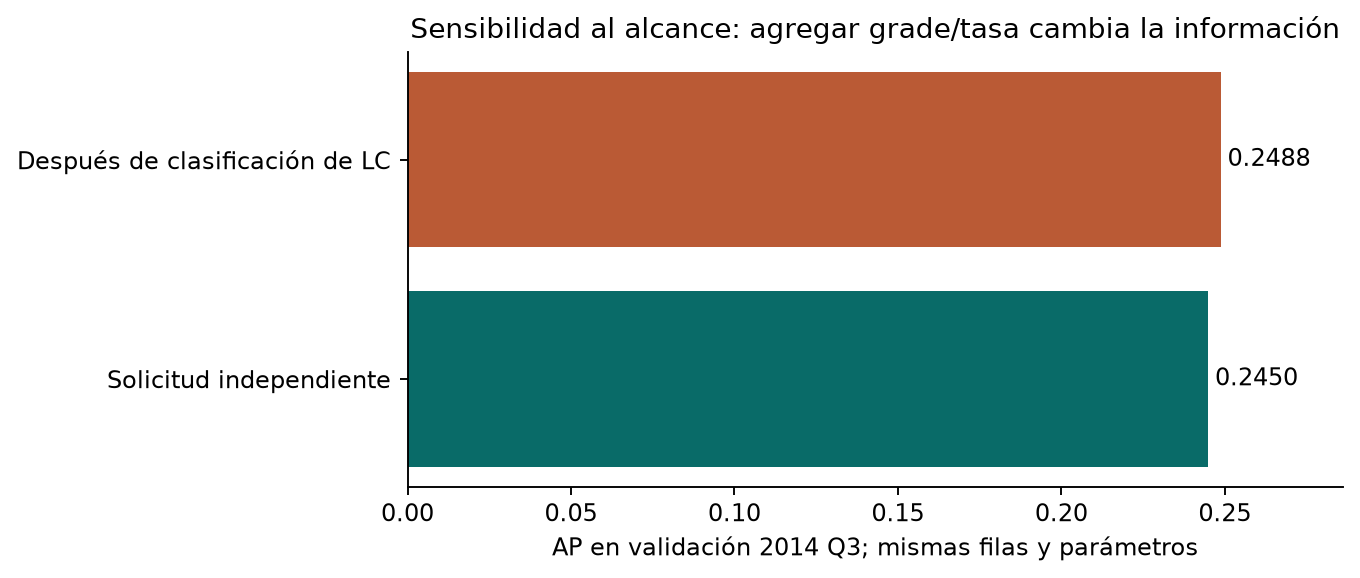 Sensibilidad al alcance: agregar grade/tasa cambia la información
Después de clasificación de LC
0.2488
Solicitud independiente
0.2450
0.00 0.05 0.10 0.15 0.20 0.25
AP en validación 2014 Q3; mismas filas y parámetros